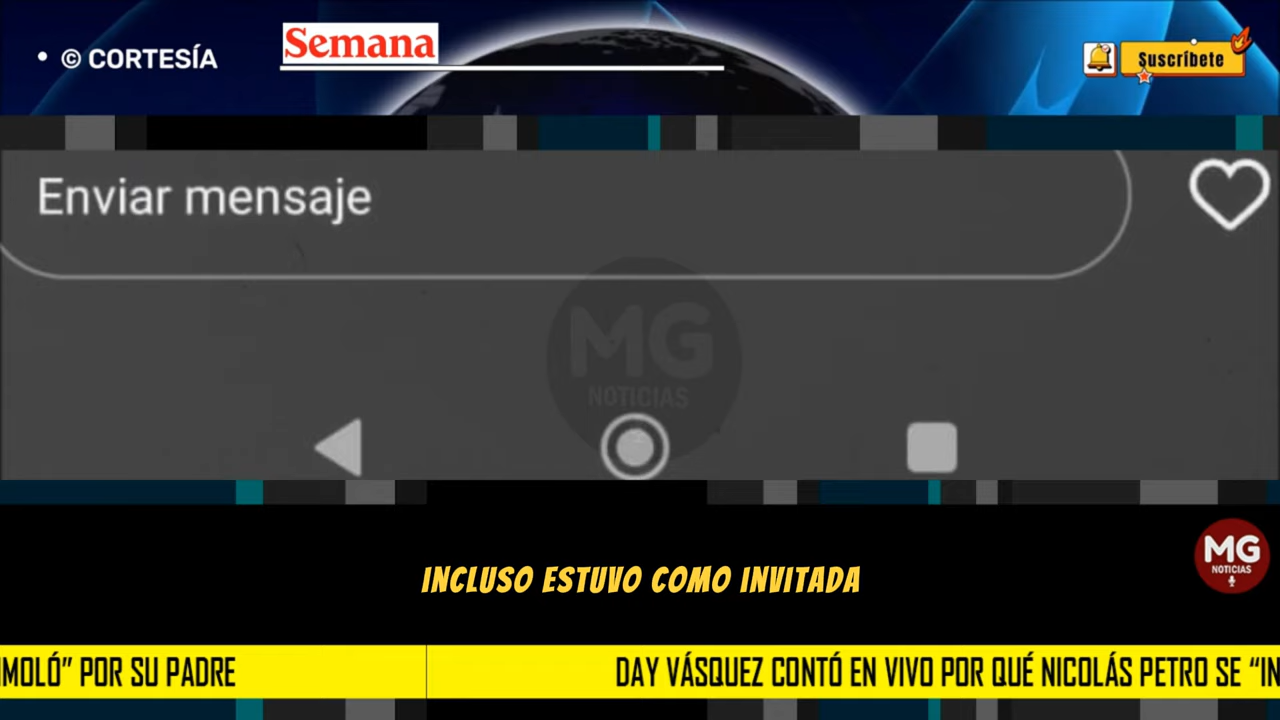 • © CORTESÍA
Semana
Suscríbete
Enviar mensaje
MG
NOTICIAS
INCLUSO ESTUVO COMO INVITADA
MG
NOTICIAS
IMOLÓ” POR SU PADRE
DAY VÁSQUEZ CONTÓ EN VIVO POR QUÉ NICOLÁS PETRO SE “IN